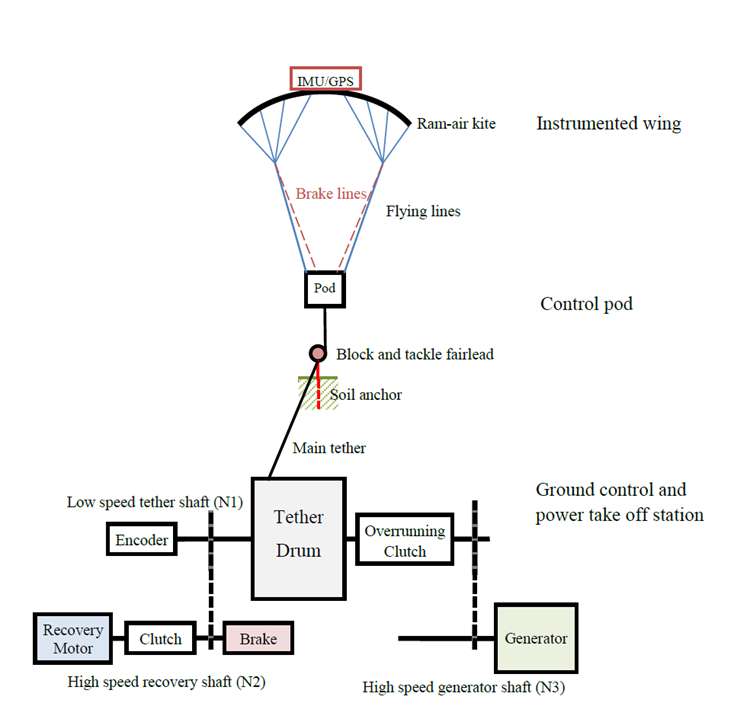 IMU/GPS
Ram-air kite
Instrumented wing
Brake lines
Flying lines
Pod
Control pod
Block and tackle fairlead
Soil anchor
Main tether
Low speed tether shaft (N1)
Encoder
Tether
Drum
Overrunning
Clutch
Ground control and
power take off station
Recovery
Motor
Clutch
Brake
Generator
High speed recovery shaft (N2)
High speed generator shaft (N3)